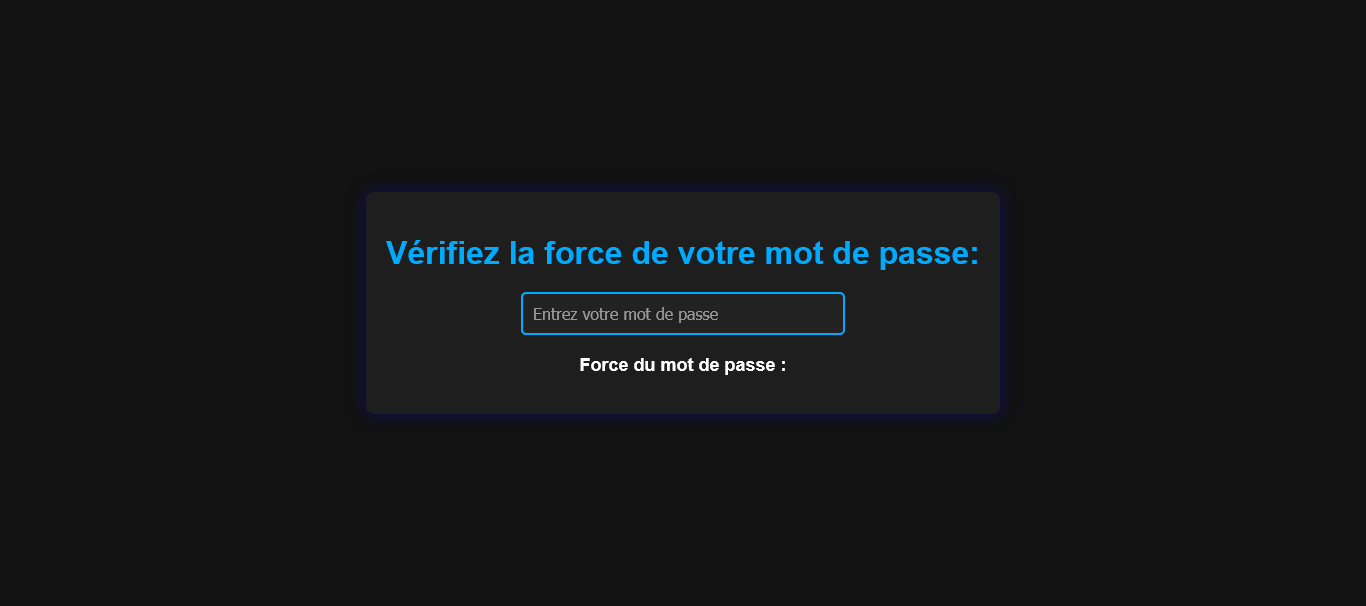 Vérifiez la force de votre mot de passe:
Entrez votre mot de passe
Force du mot de passe :